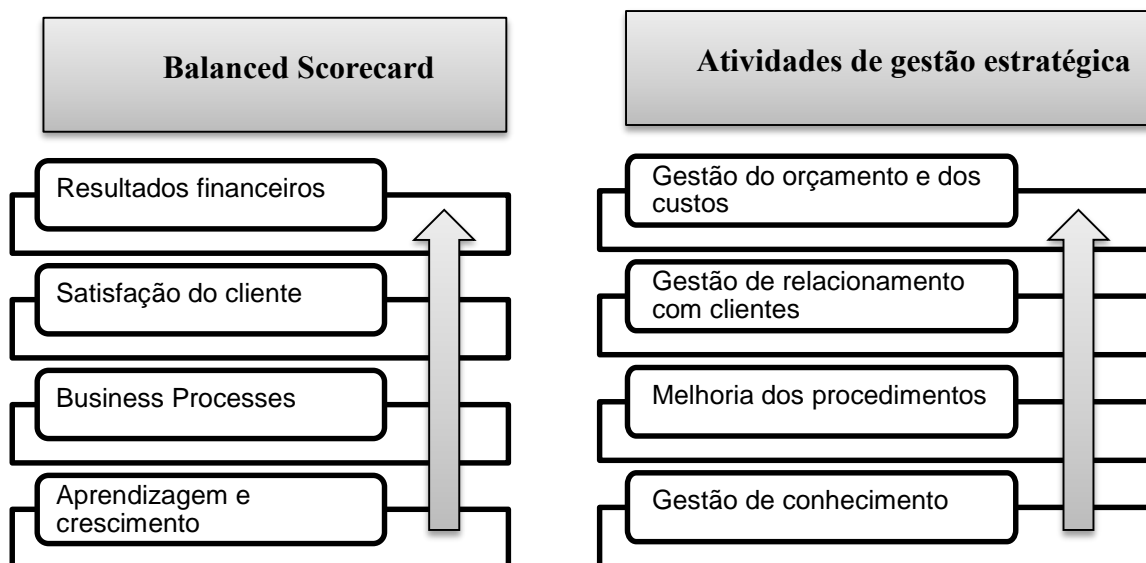 Balanced Scorecard
Resultados financeiros
Satisfação do cliente
Business Processes
Aprendizagem e
crescimento
Atividades de gestão estratégica
Gestão do orçamento e dos
custos
Gestão de relacionamento
com clientes
Melhoria dos procedimentos
Gestão de conhecimento